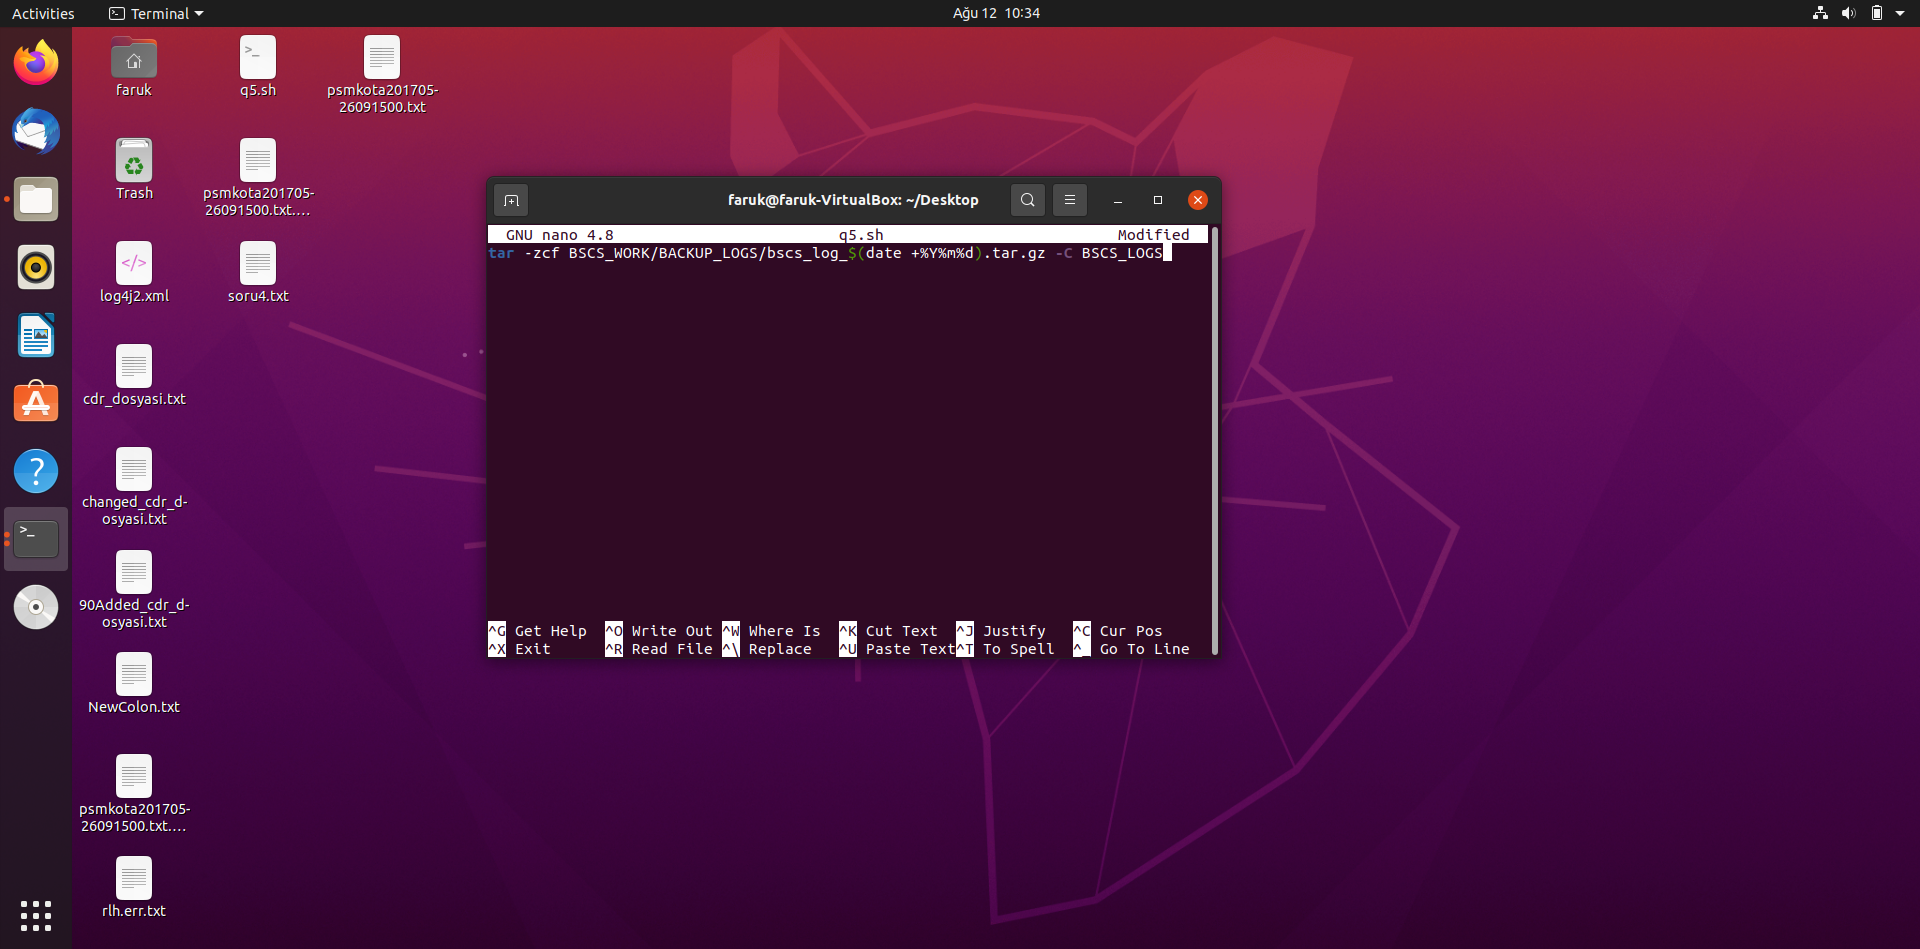 Activities
Terminal
Ağu 12 10:34
faruk
q5.sh
psmkota201705-
26091500.txt
Trash
psmkota201705-
26091500.txt....
log4j2.xml
soru4.txt
cdr_dosyasi.txt
changed_cdr_d-
osyasi.txt
90Added_cdr_d-
osyasi.txt
NewColon.txt
psmkota201705-
26091500.txt....
rlh.err.txt
faruk@faruk-VirtualBox: ~/Desktop
GNU nano 4.8 q5.sh Modified
tar -zcf BSCS_WORK/BACKUP_LOGS/bscs_log_$(date +%Y%m%d).tar.gz -C BSCS_LOGS
^G Get Help ^O Write Out ^W Where Is ^K Cut Text ^J Justify ^C Cur Pos
^X Exit ^R Read File ^\ Replace ^U Paste Text ^T To Spell ^_ Go To Line